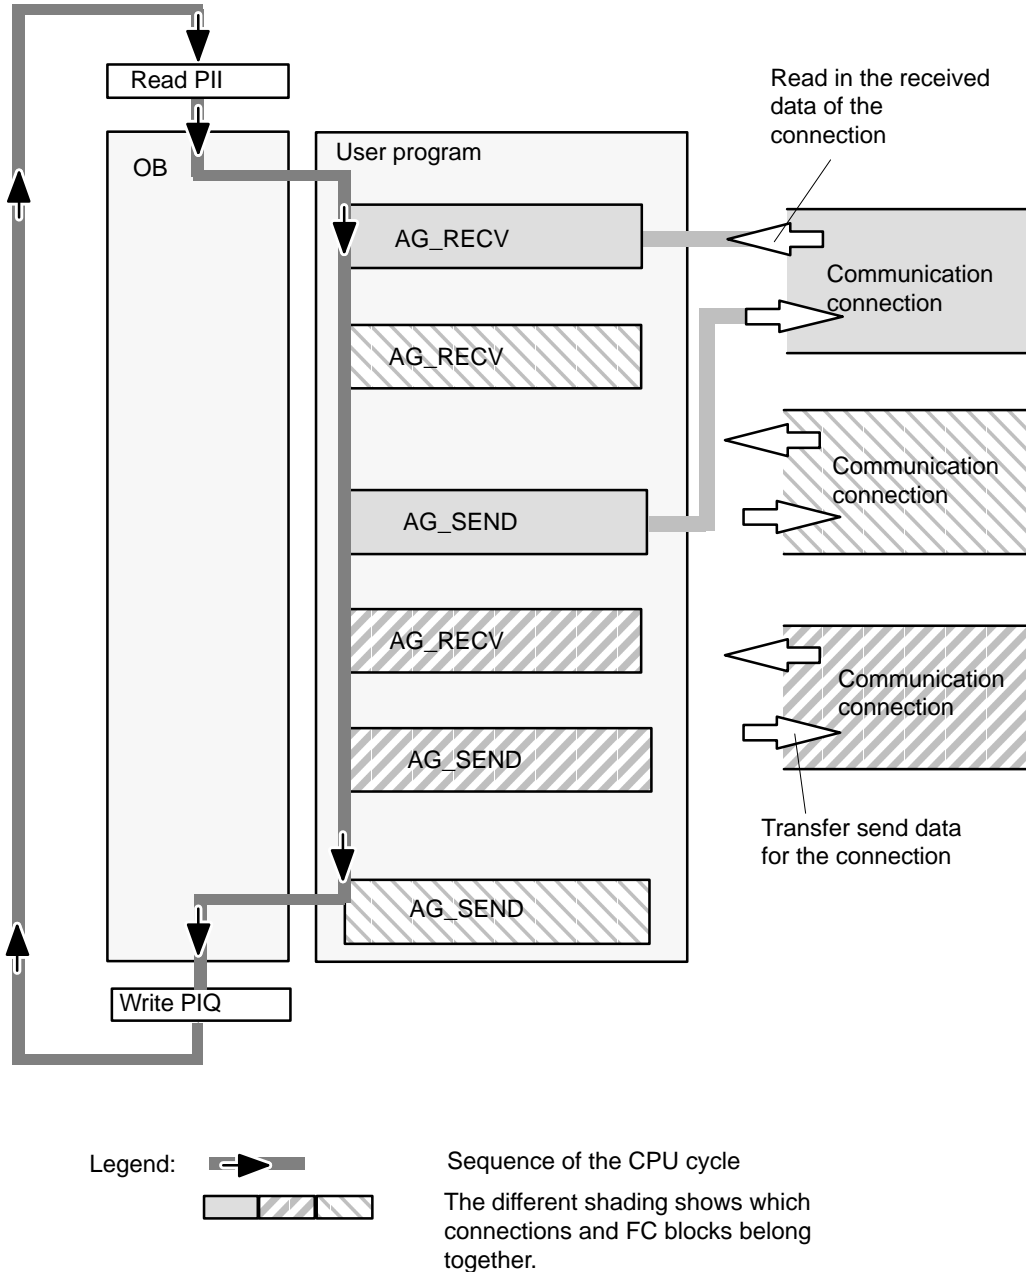 Read PII
Read in the received
data of the
connection
OB
User program
AG_RECV
Communication
connection
AG_RECV
Communication
connection
AG_SEND
AG_RECV
Communication
connection
AG_SEND
Transfer send data
for the connection
AG_SEND
Write PIQ
Legend:
Sequence of the CPU cycle
The different shading shows which
connections and FC blocks belong
together.